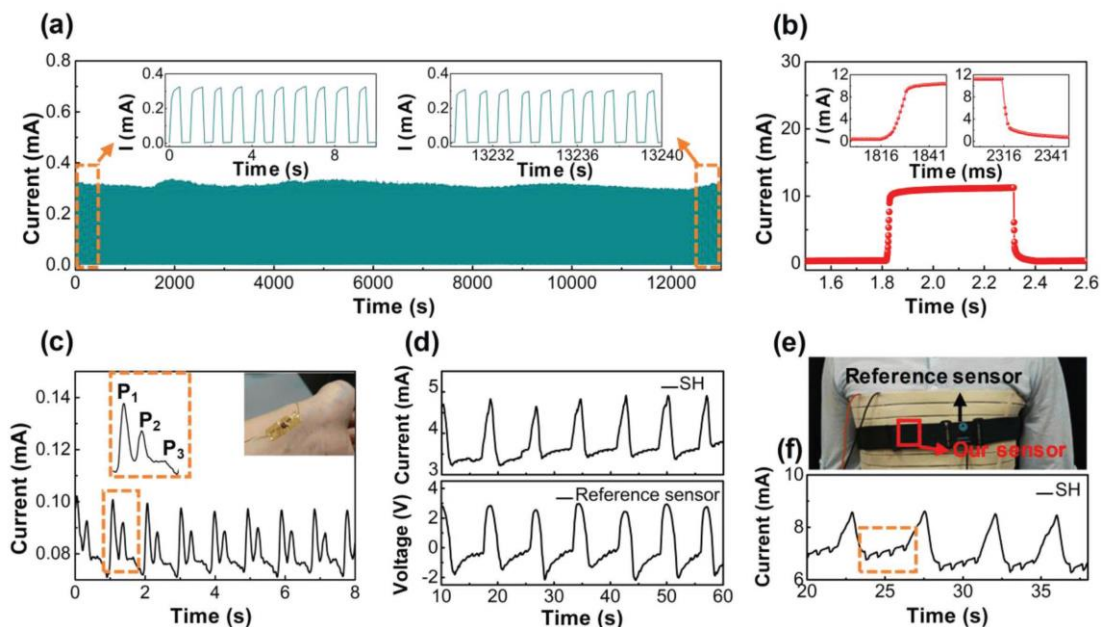 (a)
0.8
0.6
0.4
0.2
0.0
Current (mA)
0.4
0.2
0.0
I (mA)
0 4 8
Time (s)
0.4
0.2
0.0
I (mA)
13232 13236 13240
Time (s)
0 2000 4000 6000 8000 10000 12000
Time (s)
(b)
30
20
10
0
Current (mA)
12
8
4
0
I (mA)
1816 1841
12
8
4
0
2316 2341
Time (ms)
1.6 1.8 2.0 2.2 2.4 2.6
Time (s)
(c)
0.14
0.12
0.10
0.08
Current (mA)
P1
P2
P3
0 2 4 6 8
Time (s)
(d)
5
4
3
Current (mA)
SH
4
2
0
-2
Voltage (V)
Reference sensor
10 20 30 40 50 60
Time (s)
(e)
Reference sensor
Our sensor
(f)
10
8
6
Current (mA)
SH
20 25 30 35
Time (s)